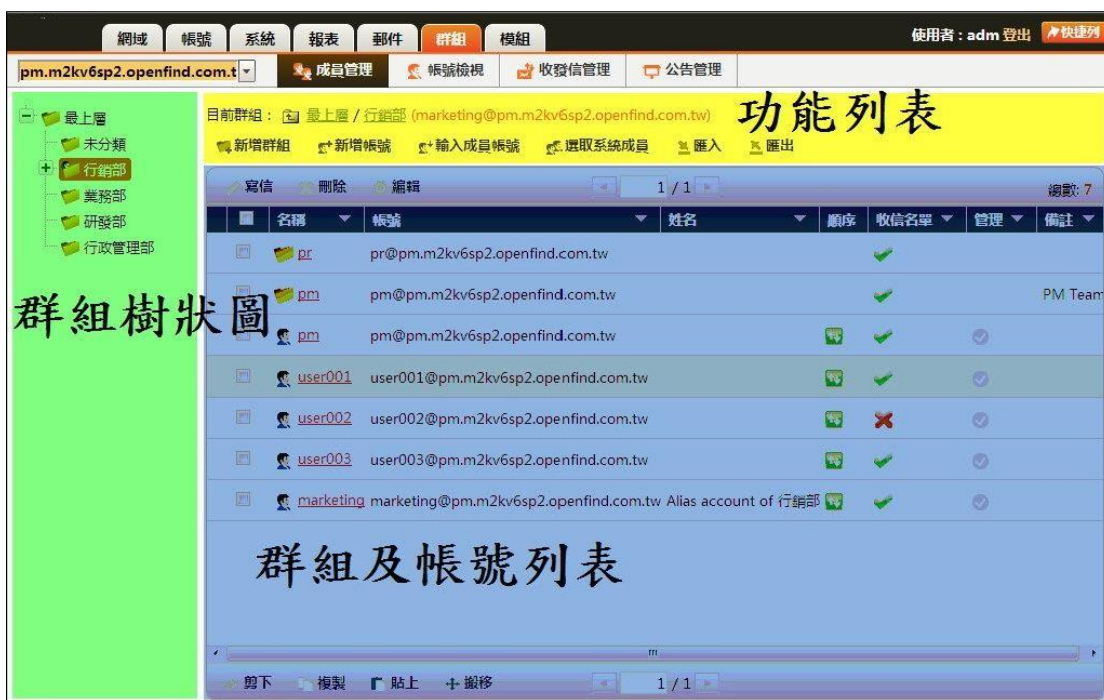 網域 帳號 系統 報表 郵件 群組 模組 使用者 : adm 登出 快捷列
pm.m2kv6sp2.openfind.com.t 成員管理 帳號檢視 收發信管理 公告管理
最上層
未分類
行銷部
業務部
研發部
行政管理部
群組樹狀圖
目前群組 : 最上層 / 行銷部 (marketing@pm.m2kv6sp2.openfind.com.tw)
功能列表
新增群組 新增帳號 輸入成員帳號 選取系統成員 匯入 匯出
寫信 刪除 編輯 1 / 1 總數: 7
名稱 帳號 姓名 順序 收信名單 管理 備註
pr pr@pm.m2kv6sp2.openfind.com.tw
pm pm@pm.m2kv6sp2.openfind.com.tw PM Team
pm pm@pm.m2kv6sp2.openfind.com.tw
user001 user001@pm.m2kv6sp2.openfind.com.tw
user002 user002@pm.m2kv6sp2.openfind.com.tw
user003 user003@pm.m2kv6sp2.openfind.com.tw
marketing marketing@pm.m2kv6sp2.openfind.com.tw Alias account of 行銷部
群組及帳號列表
剪下 複製 貼上 搬移 1 / 1